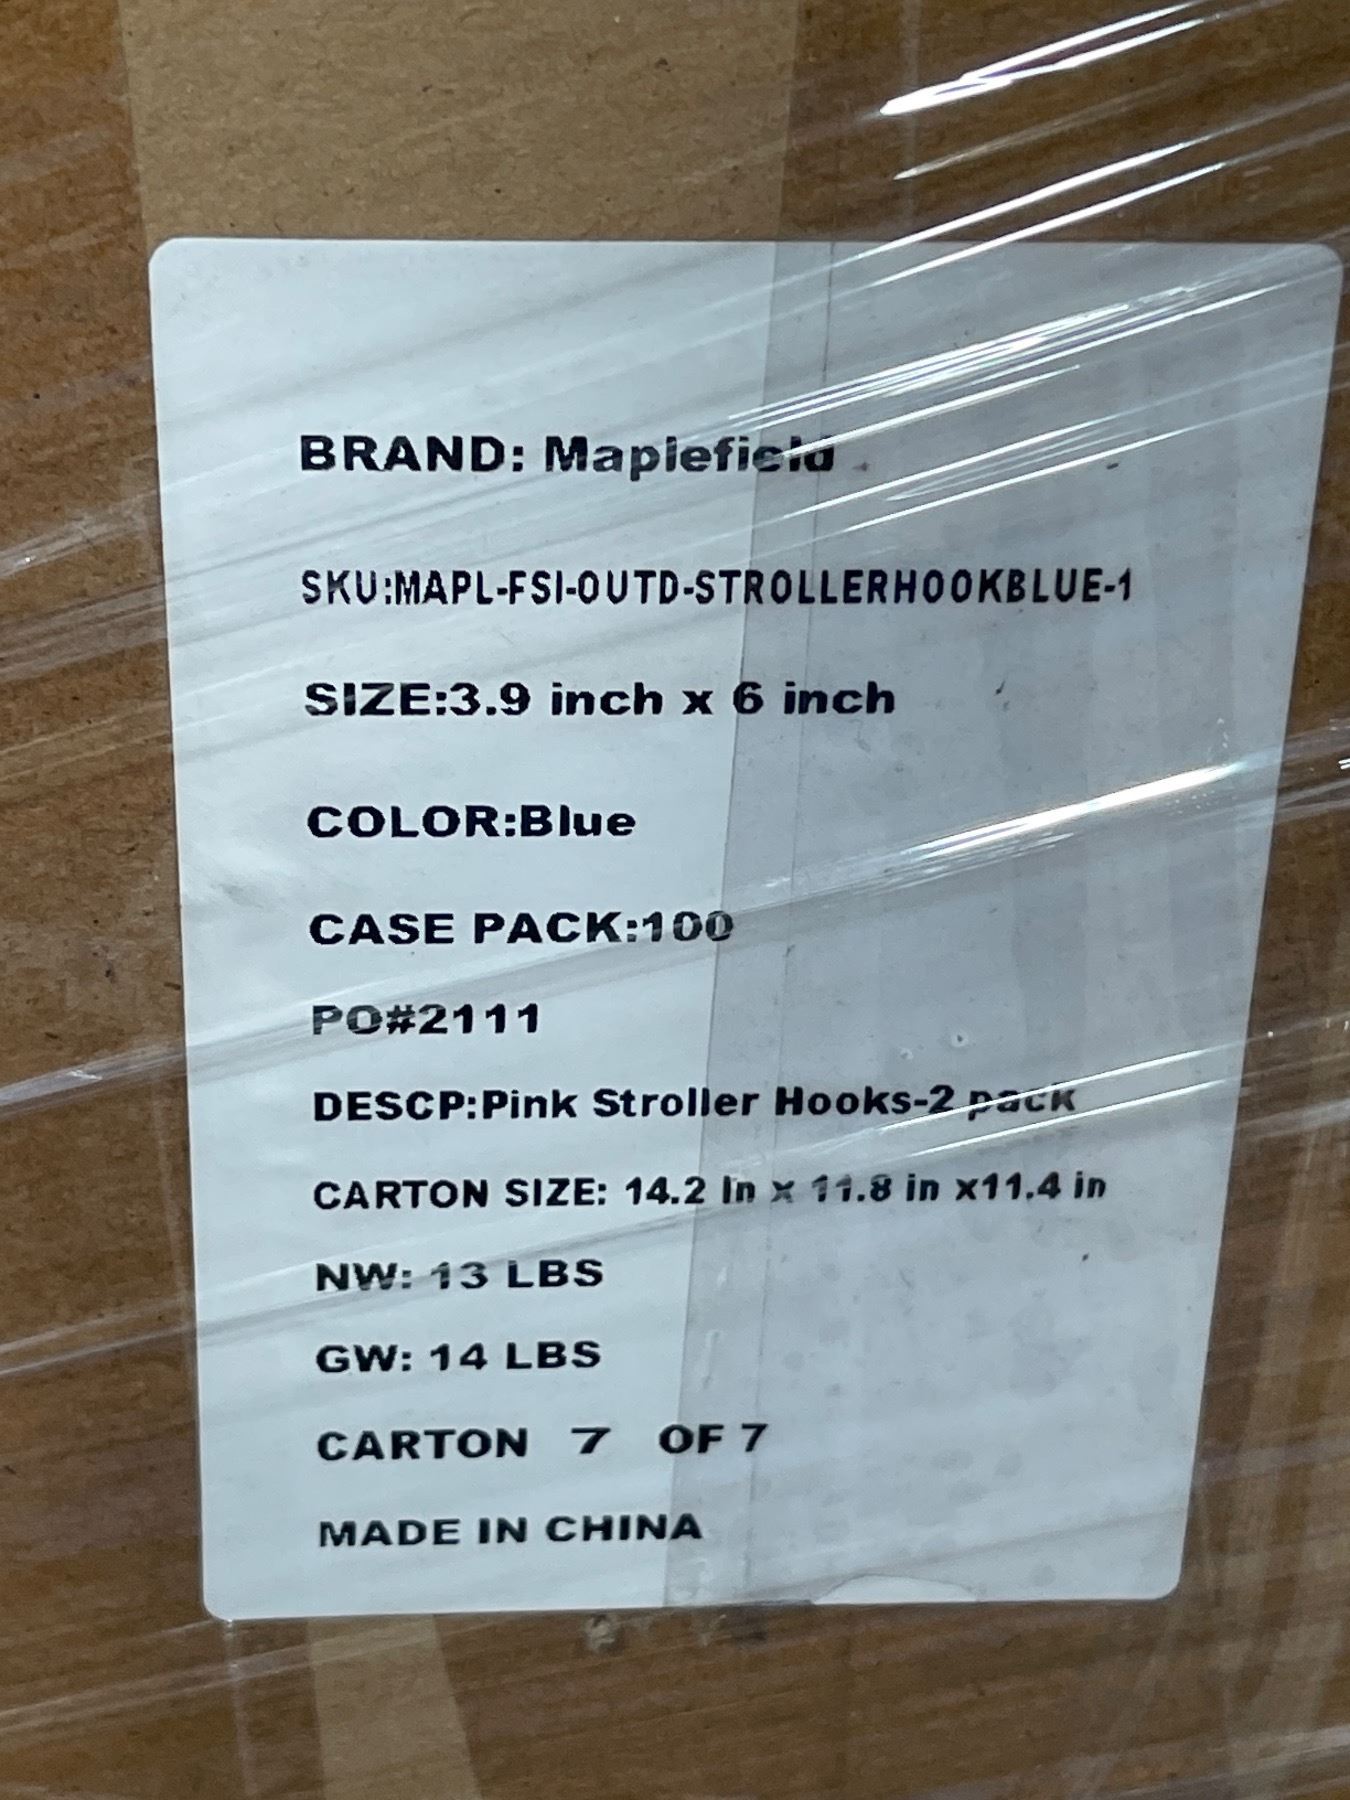 BRAND: Maplefield
SKU:MAPL-FSI-OUTD-STROLLERHOOKBLUE-1
SIZE:3.9 inch x 6 inch
COLOR:Blue
CASE PACK:100
PO#2111
DESCP:Pink Stroller Hooks-2 pack
CARTON SIZE: 14.2 in x 11.8 in x11.4 in
NW: 13 LBS
GW: 14 LBS
CARTON 7 OF 7
MADE IN CHINA